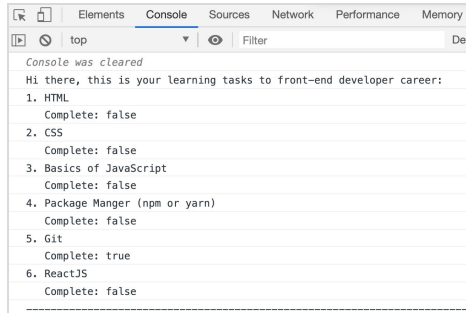 Elements Console Sources Network Performance Memory
top Filter De
Console was cleared
Hi there, this is your learning tasks to front-end developer career:
1. HTML
Complete: false
2. CSS
Complete: false
3. Basics of JavaScript
Complete: false
4. Package Manger (npm or yarn)
Complete: false
5. Git
Complete: true
6. ReactJS
Complete: false
--------------------------------------------------------------------------------